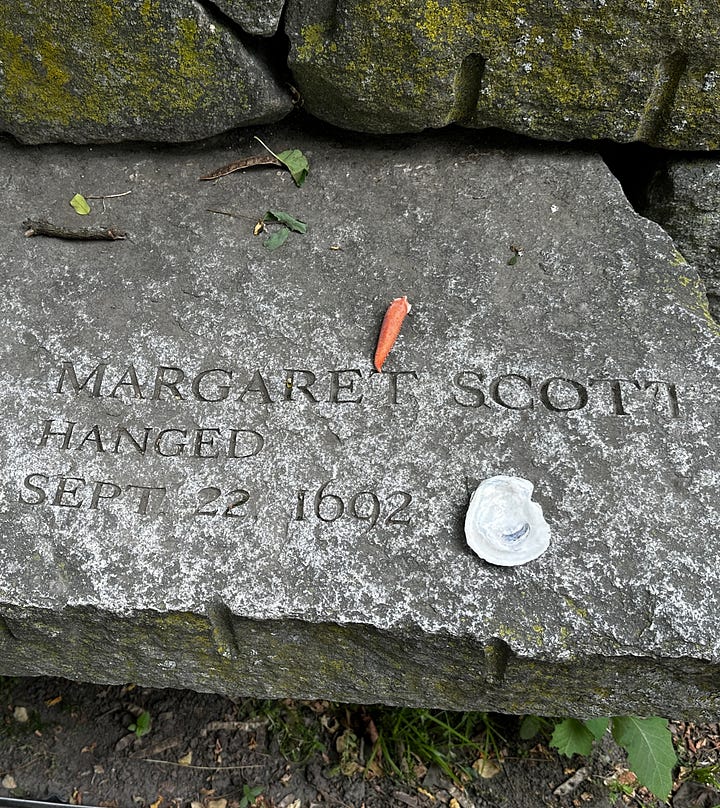 MARGARET SCOTT
HANGED
SEPT. 22, 1692